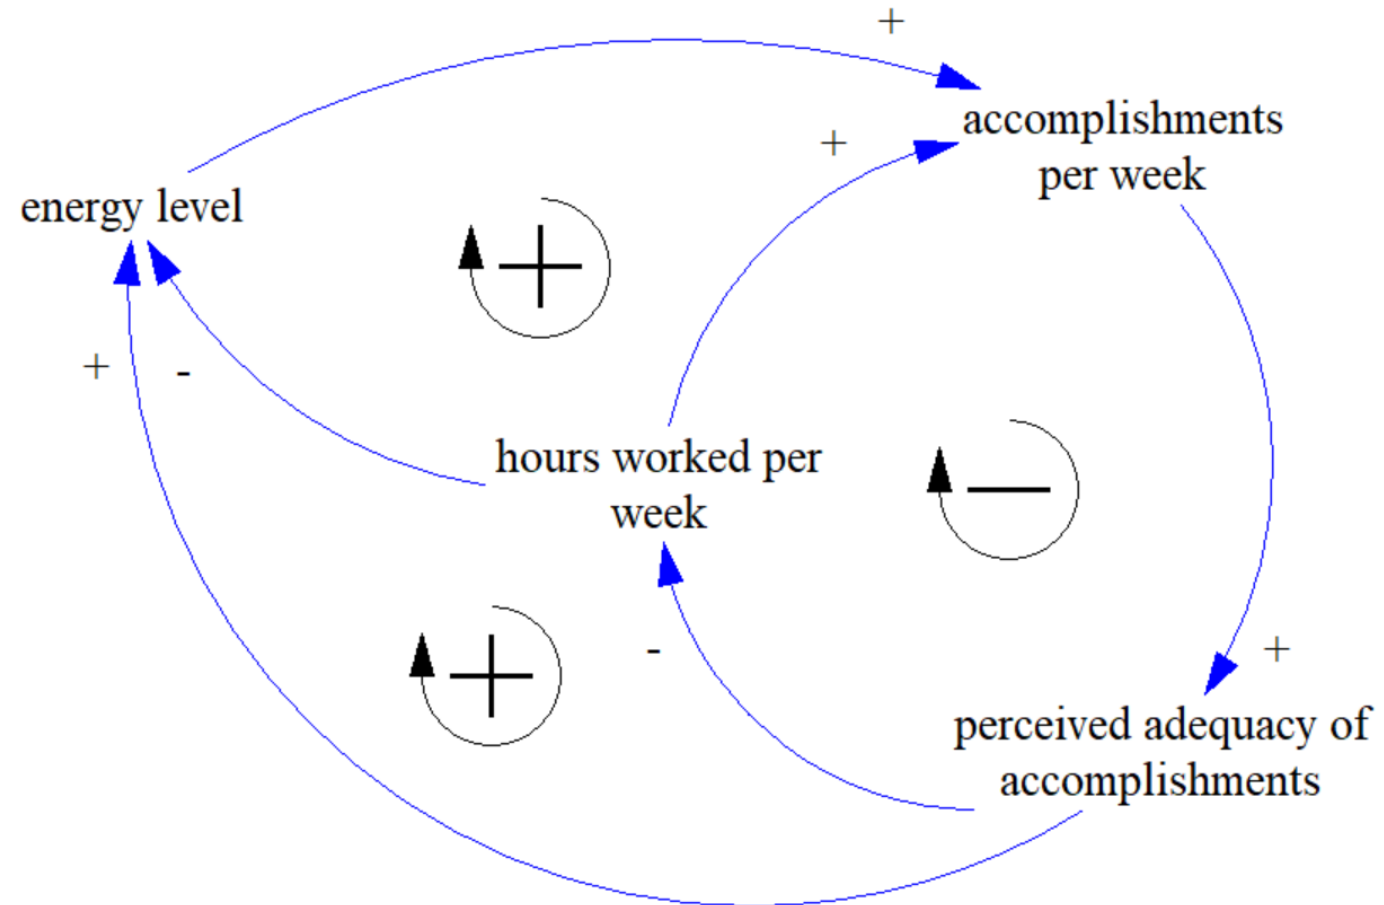 +
accomplishments
per week
+
energy level
+
+ -
hours worked per
week
-
-
+
+
perceived adequacy of
accomplishments